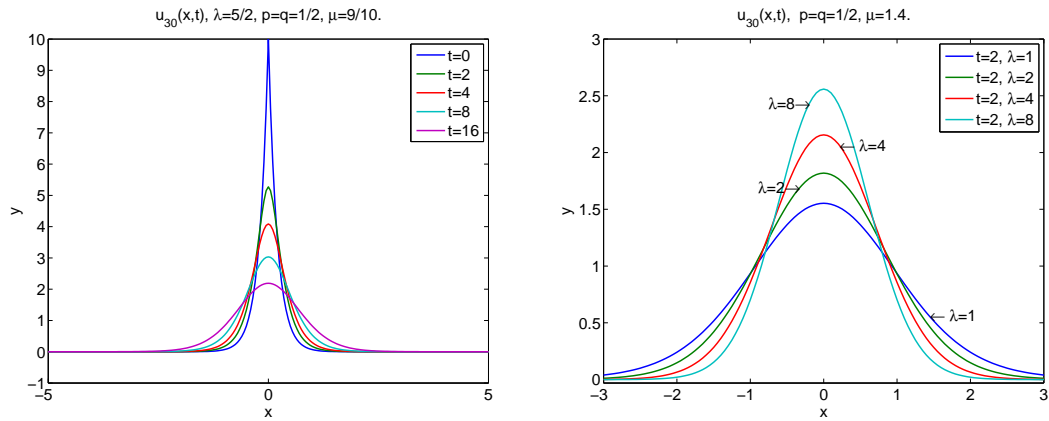 u30(x,t), λ=5/2, p=q=1/2, μ=9/10.
10
9
8
7
6
5
4
3
2
1
0
−1
y
t=0
t=2
t=4
t=8
t=16
−5
0
5
x
u30(x,t), p=q=1/2, μ=1.4.
3
2.5
2
1.5
1
0.5
0
y
t=2, λ=1
t=2, λ=2
t=2, λ=4
t=2, λ=8
λ=8→
←λ=4
λ=2→
←λ=1
−3
−2
−1
0
1
2
3
x